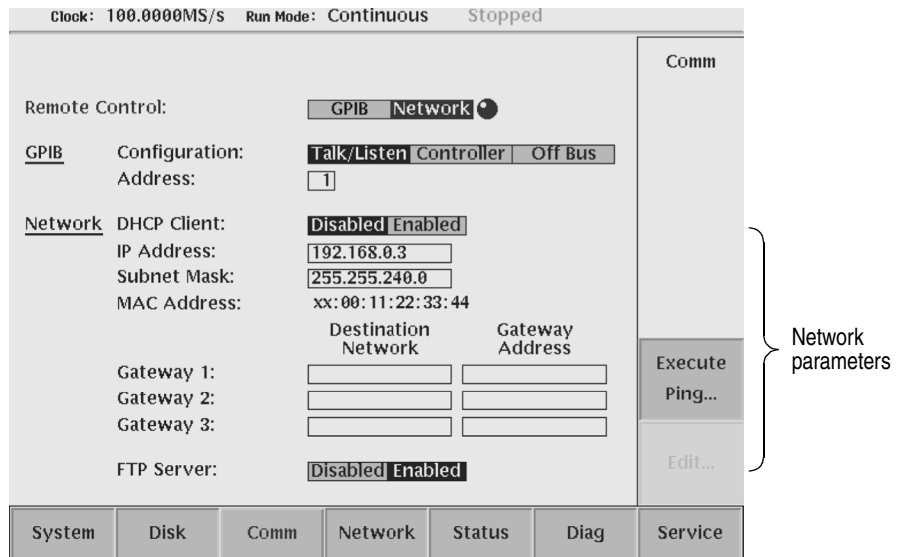 Clock: 100.0000MS/s Run Mode: Continuous Stopped
Comm
Remote Control: GPIB Network
GPIB Configuration: Talk/Listen Controller Off Bus
Address: 1
Network DHCP Client: Disabled Enabled
IP Address: 192.168.0.3
Subnet Mask: 255.255.240.0
MAC Address: xx:00:11:22:33:44
Destination Gateway
Network Address
Gateway 1:
Gateway 2:
Gateway 3:
FTP Server: Disabled Enabled
Execute
Ping...
Edit...
Network
parameters
System Disk Comm Network Status Diag Service